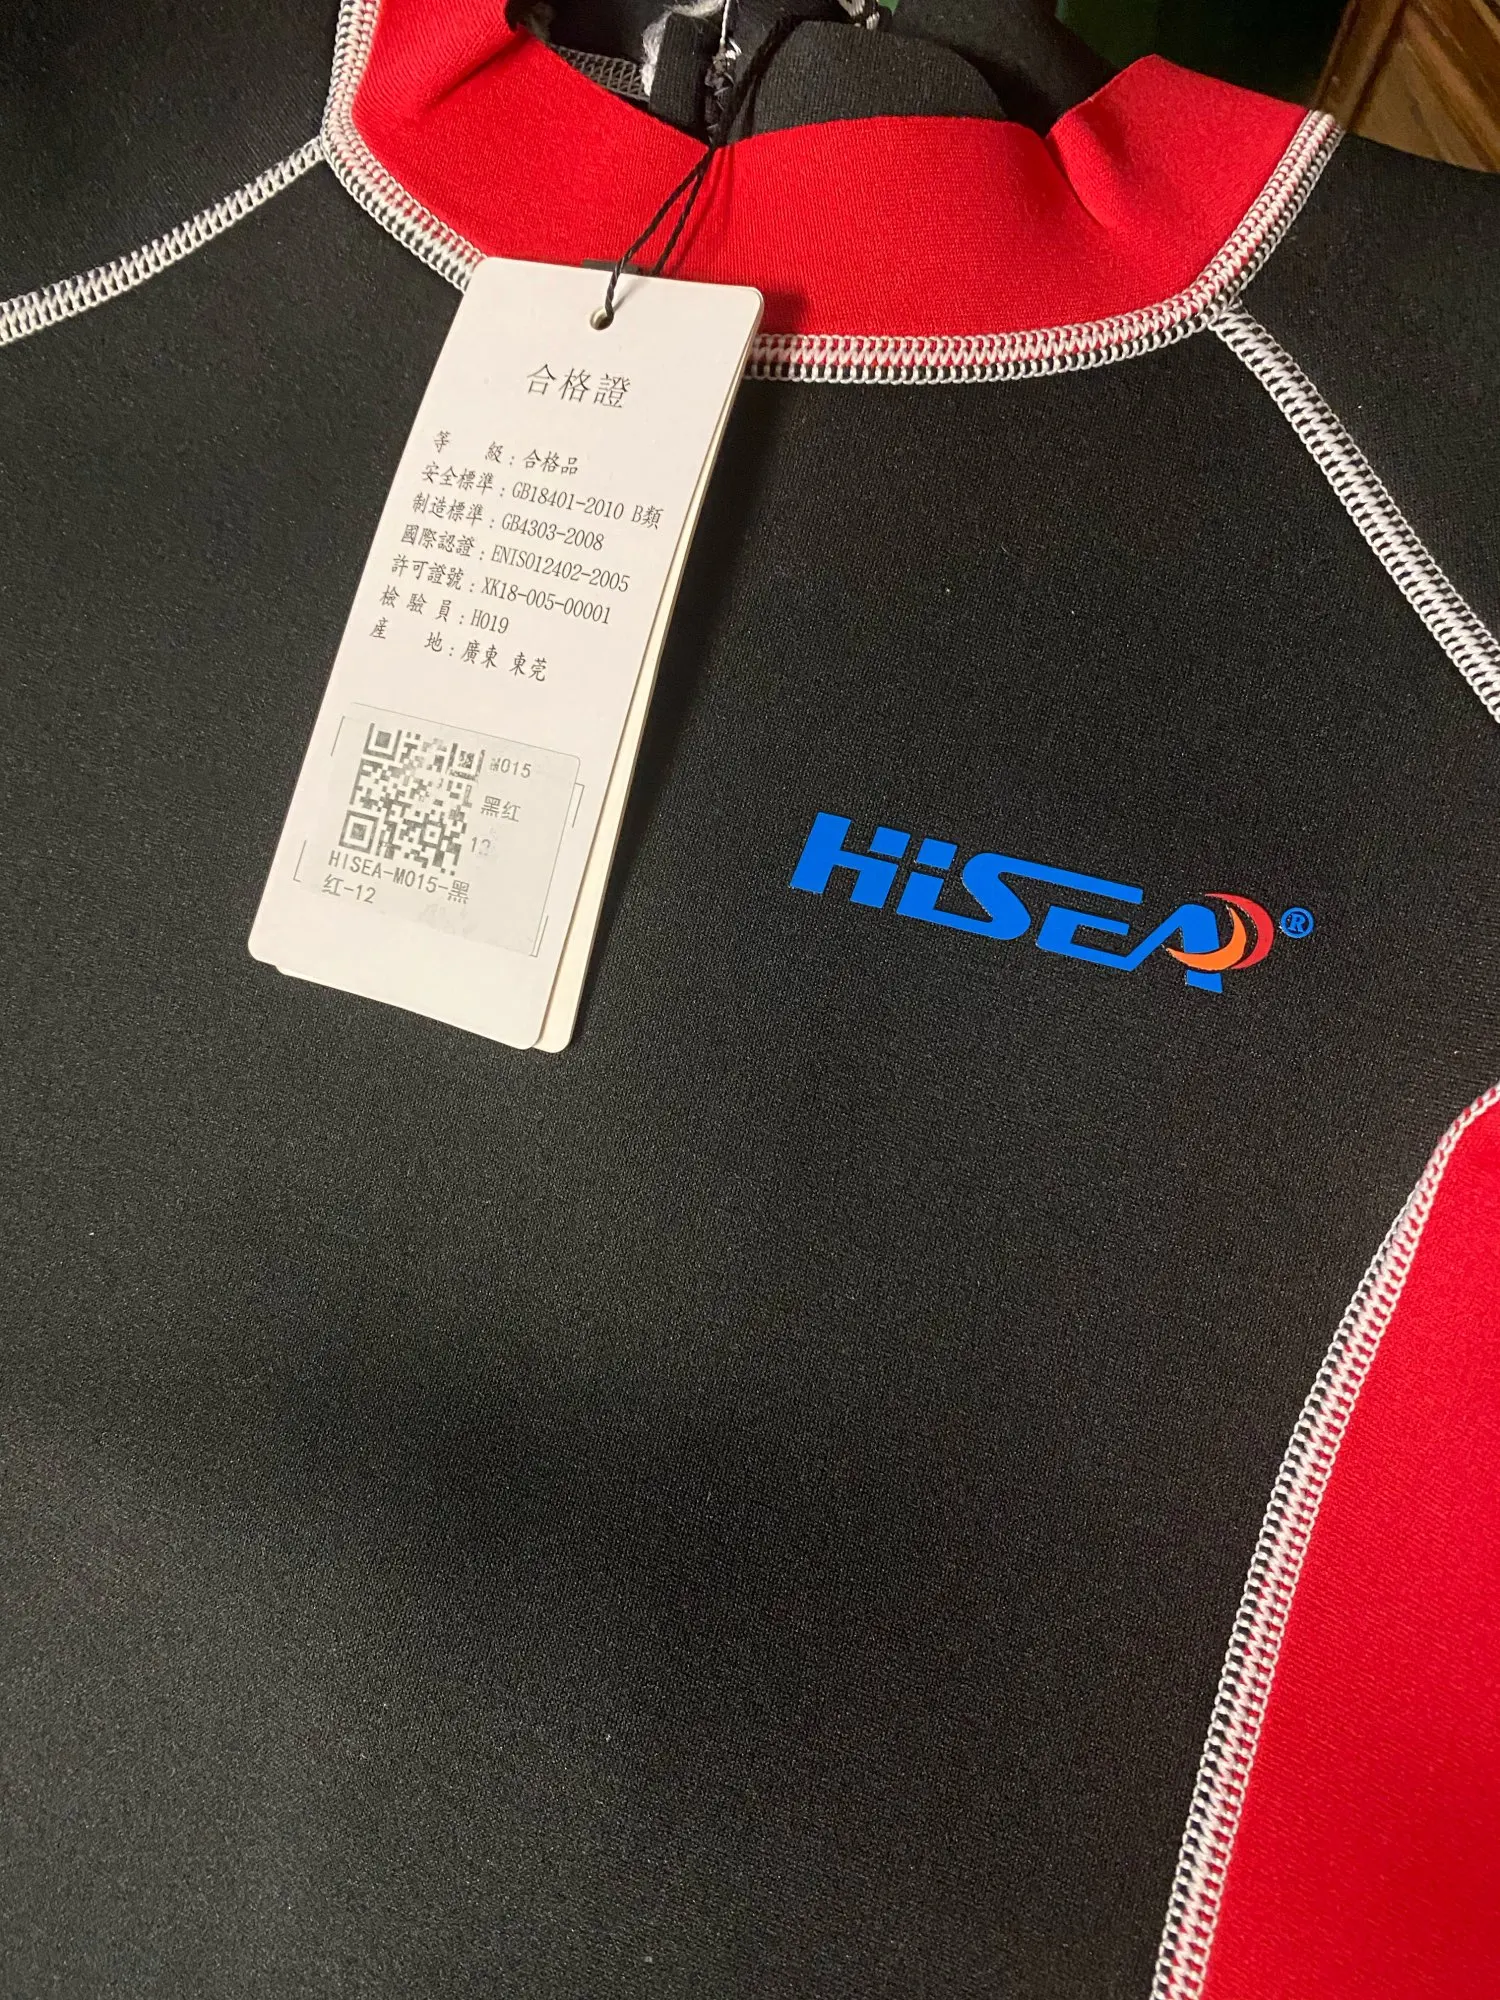 合格證
等 級：合格品
安全標準：GB18401-2010 B類
制造標準：GB4303-2008
國際認證：ENISO12402-2005
許可證號：XK18-005-00001
檢驗員：H019
產 地：廣東 東莞
M015
黑红
12
HISEA-M015-黑
红-12
HISEA®